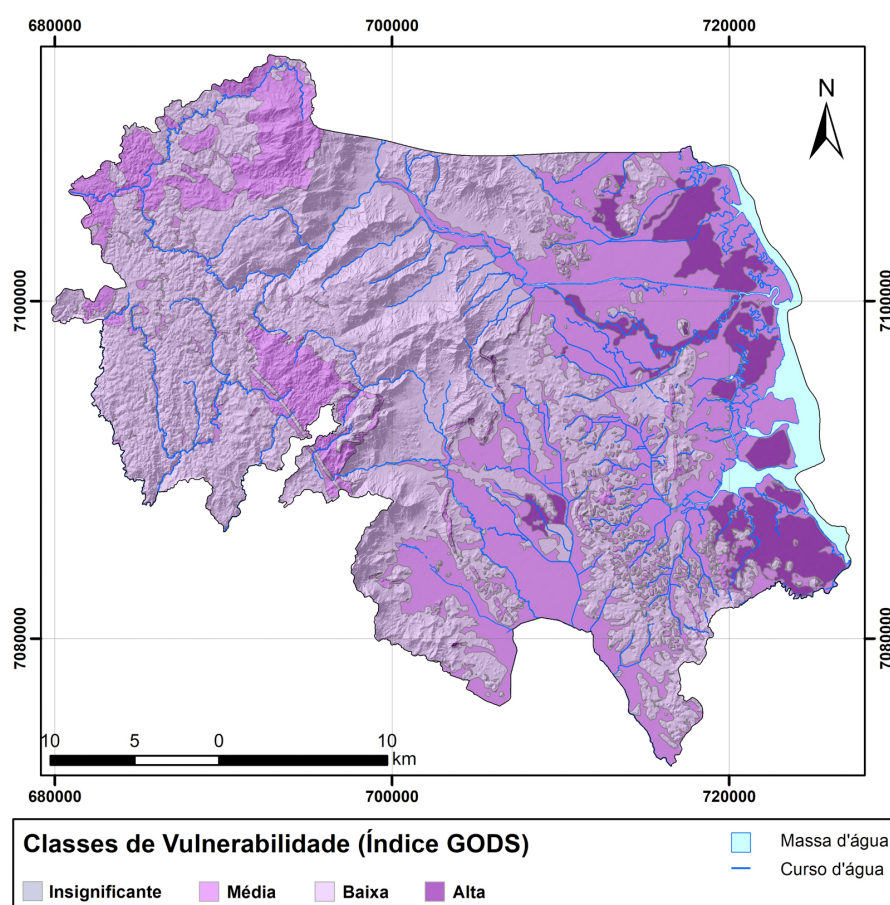 680000 700000 720000
N
7100000 7100000
7080000 7080000
10 5 0 10
km
680000 700000 720000
Classes de Vulnerabilidade (Índice GODS)
Insignificante Média Baixa Alta
Massa d'água
Curso d'água